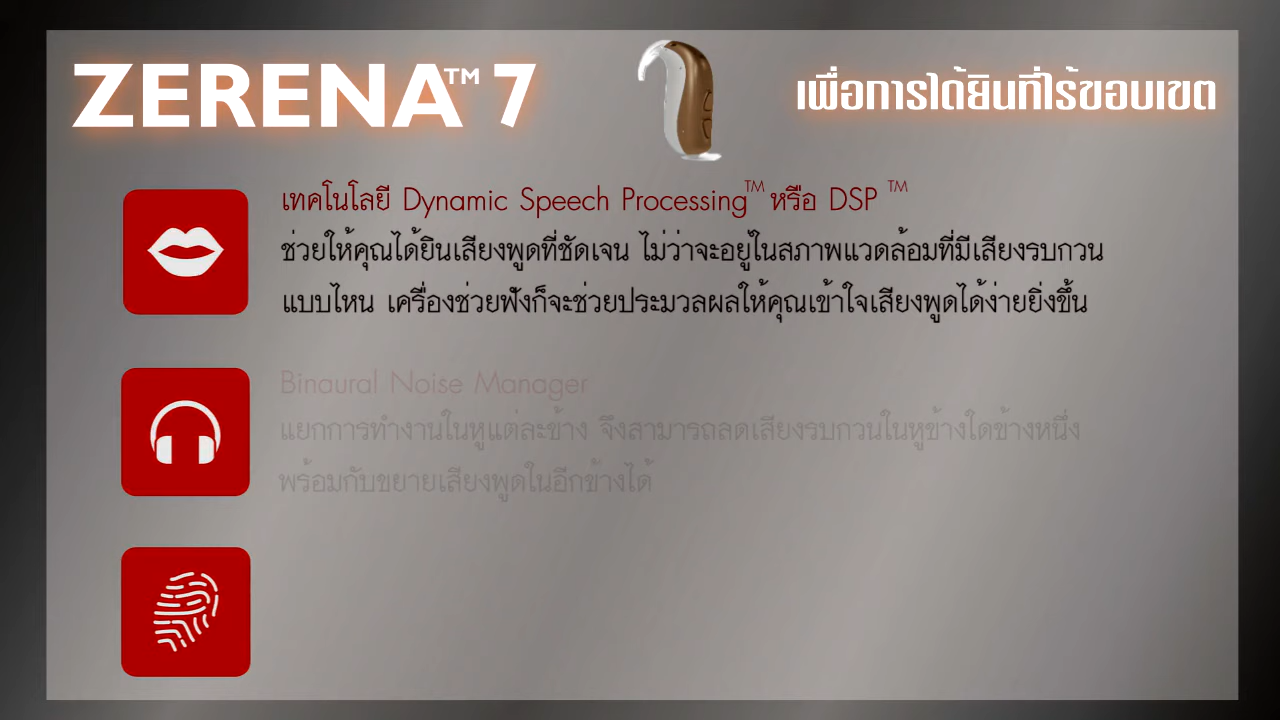 ZERENA™ 7
เพื่อการได้ยินที่ไร้ขอบเขต
เทคโนโลยี Dynamic Speech Processing™ หรือ DSP ™
ช่วยให้คุณได้ยินเสียงพูดที่ชัดเจน ไม่ว่าจะอยู่ในสภาพแวดล้อมที่มีเสียงรบกวน
แบบไหน เครื่องช่วยฟังก็จะช่วยประมวลผลให้คุณเข้าใจเสียงพูดได้ง่ายยิ่งขึ้น
Binaural Noise Manager
แยกการทำงานในหูแต่ละข้าง จึงสามารถลดเสียงรบกวนในหูข้างใดข้างหนึ่ง
พร้อมกับขยายเสียงพูดในอีกข้างได้